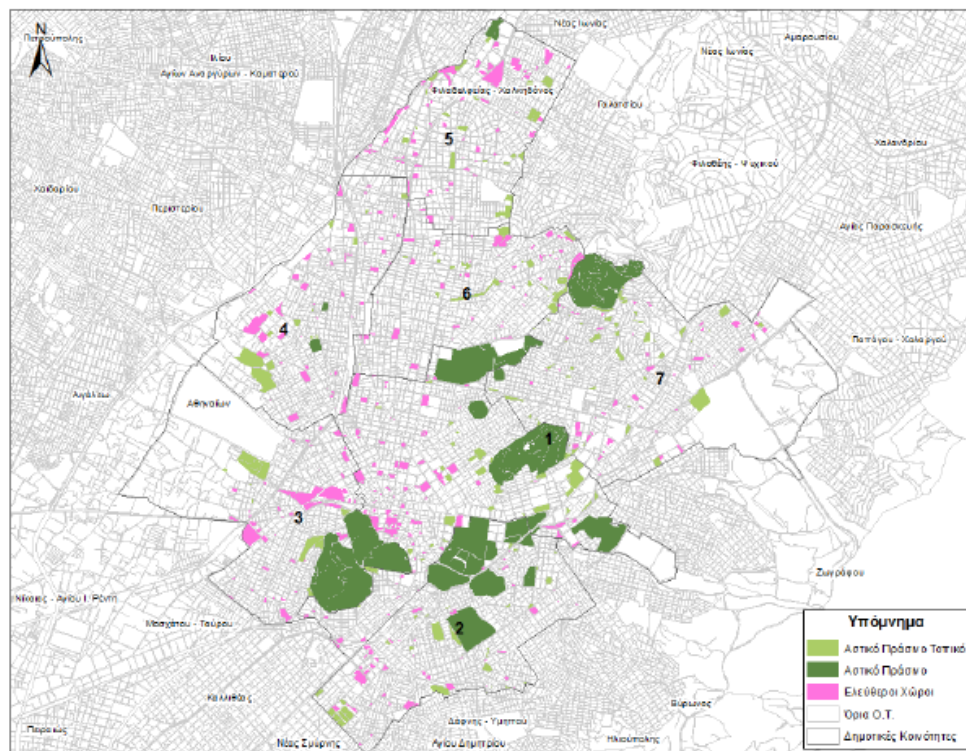 Νέας Ιωνίας
N
Πετρούπολης
Αμαρουσίου
Ιλίου
Νέας Ιωνίας
Αγίων Αναργύρων - Καματερού
Φιλαδελφείας - Χαλκηδόνος
Γαλατσίου
5
Χαλανδρίου
Φιλοθέης - Ψυχικού
Χαϊδαρίου
Περιστερίου
Αγίας Παρασκευής
6
4
Παπάγου - Χολαργού
7
Αιγάλεω
Αθηναίων
1
3
Ζωγράφου
Νίκαιας - Αγίου Ι. Ρέντη
Μοσχάτου - Ταύρου
2
Υπόμνημα
Αστικό Πράσινο Τοπικό
Αστικό Πράσινο
Ελεύθεροι Χώροι
Όρια Ο.Τ.
Δημοτικές Κοινότητες
Καλλιθέας
Βύρωνος
Δάφνης - Υμηττού
Πειραιώς
Νέας Σμύρνης
Αγίου Δημητρίου
Ηλιούπολης